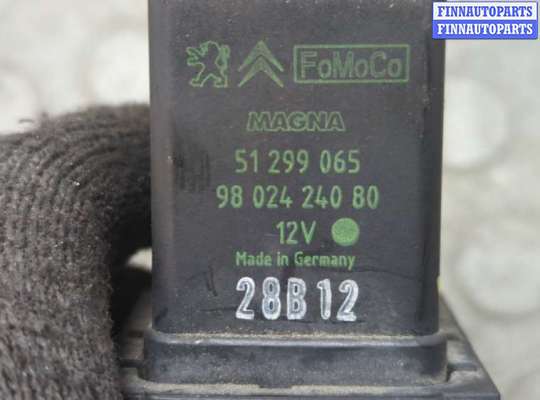 FINNAUTOPARTS
FINNAUTOPARTS
FoMoCo
MAGNA
51 299 065
98 024 240 80
12V
Made in Germany
28B12